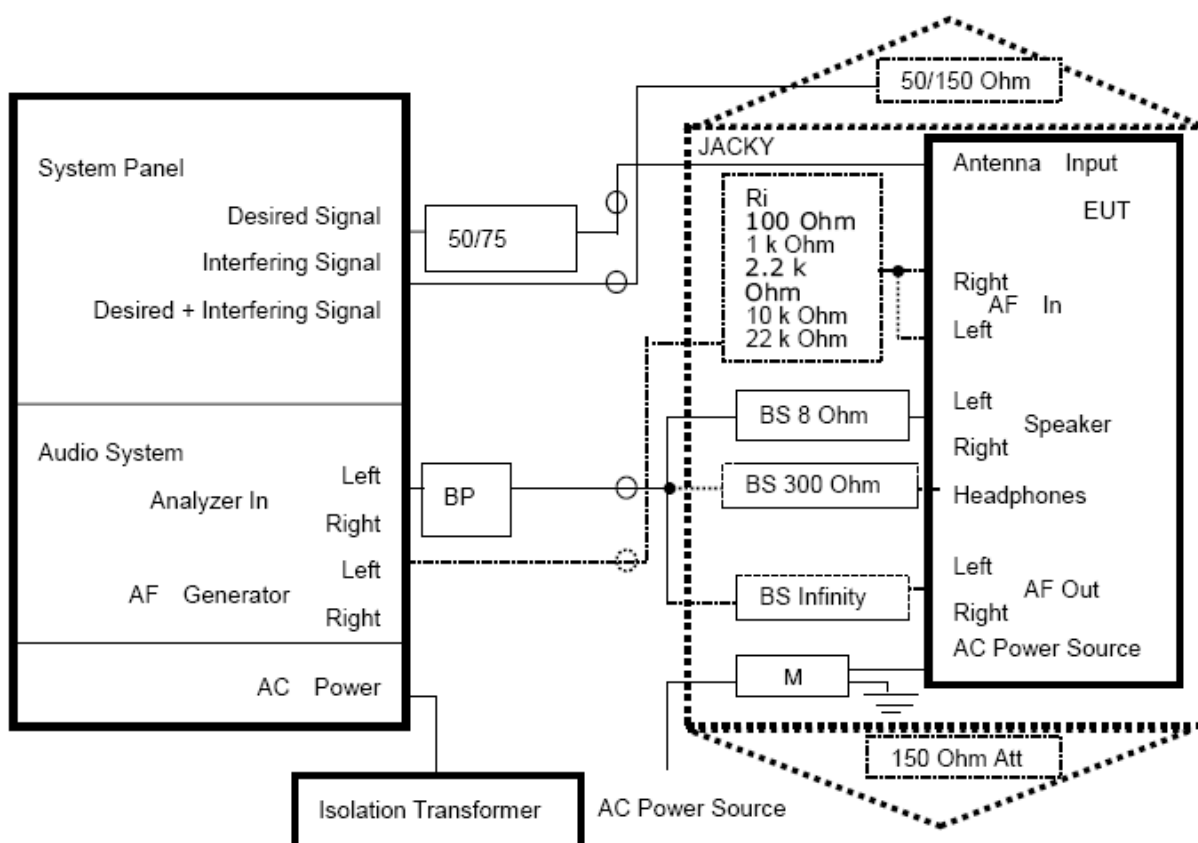 50/150 Ohm
System Panel
Desired Signal
Interfering Signal
Desired + Interfering Signal
50/75
JACKY
Ri
100 Ohm
1 k Ohm
2.2 k
Ohm
10 k Ohm
22 k Ohm
Antenna Input
EUT
Right
AF In
Left
Audio System
Left
Analyzer In
Right
Left
AF Generator
Right
BP
BS 8 Ohm
BS 300 Ohm
BS Infinity
M
Left
Speaker
Right
Headphones
Left
AF Out
Right
AC Power Source
AC Power
150 Ohm Att
Isolation Transformer
AC Power Source